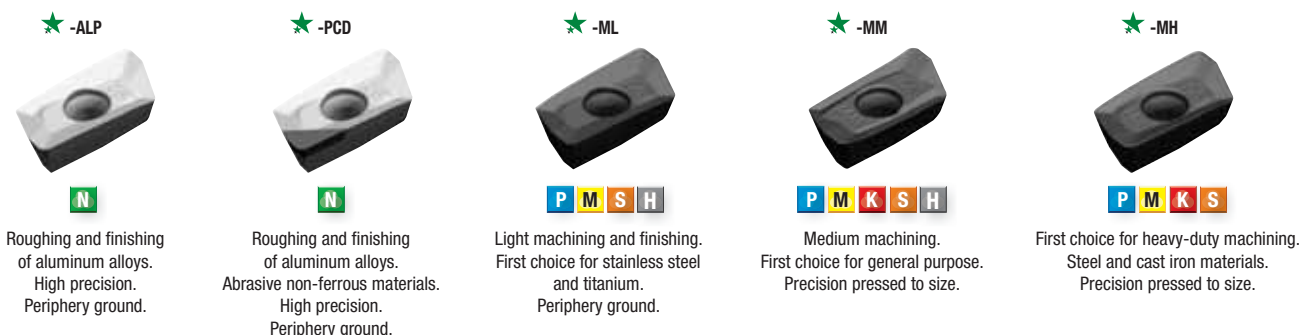 -ALP
N
Roughing and finishing
of aluminum alloys.
High precision.
Periphery ground.
-PCD
N
Roughing and finishing
of aluminum alloys.
Abrasive non-ferrous materials.
High precision.
Periphery ground.
-ML
P M S H
Light machining and finishing.
First choice for stainless steel
and titanium.
Periphery ground.
-MM
P M K S H
Medium machining.
First choice for general purpose.
Precision pressed to size.
-MH
P M K S
First choice for heavy-duty machining.
Steel and cast iron materials.
Precision pressed to size.